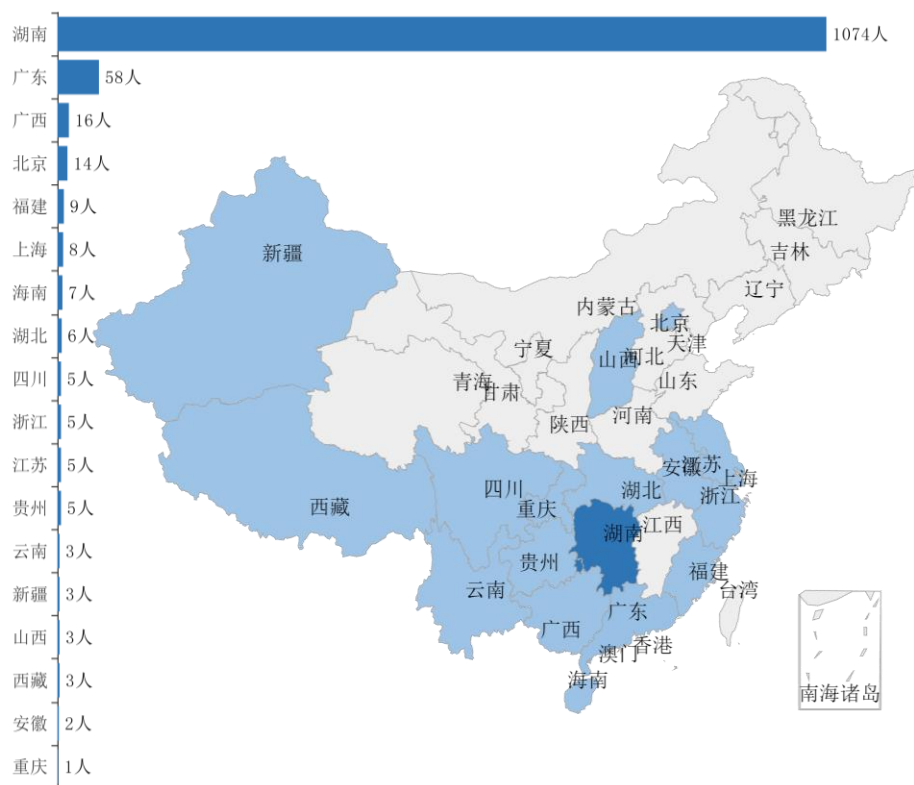 湖南 1074人
广东 58人
广西 16人
北京 14人
福建 9人
上海 8人
海南 7人
湖北 6人
四川 5人
浙江 5人
江苏 5人
贵州 5人
云南 3人
新疆 3人
山西 3人
西藏 3人
安徽 2人
重庆 1人
黑龙江
吉林
辽宁
新疆
内蒙古
北京
天津
宁夏
山西
河北
青海
甘肃
山东
陕西
河南
安徽
江苏
上海
四川
湖北
浙江
西藏
重庆
湖南
江西
贵州
福建
云南
台湾
广东
广西
香港
澳门
海南
南海诸岛